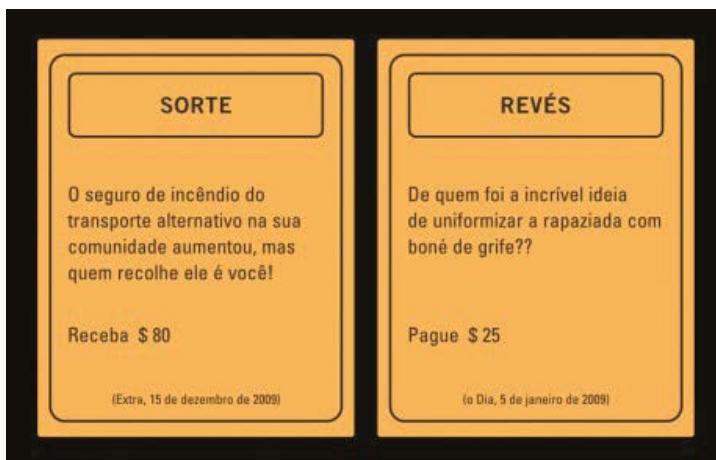 SORTE
O seguro de incêndio do
transporte alternativo na sua
comunidade aumentou, mas
quem recolhe ele é você!
Receba $ 80
(Extra, 15 de dezembro de 2009)
REVÉS
De quem foi a incrível ideia
de uniformizar a rapaziada com
boné de grife??
Pague $ 25
(o Dia, 5 de janeiro de 2009)